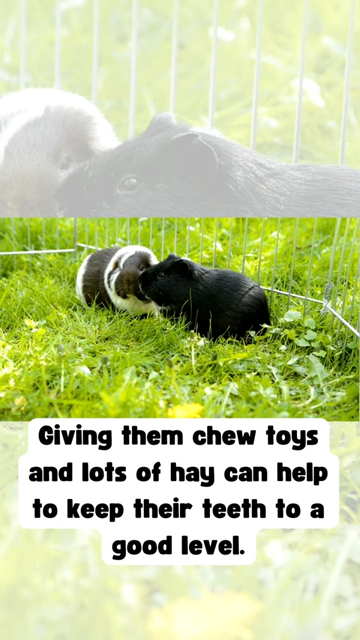 Giving them chew toys
and lots of hay can help
to keep their teeth to a
good level.